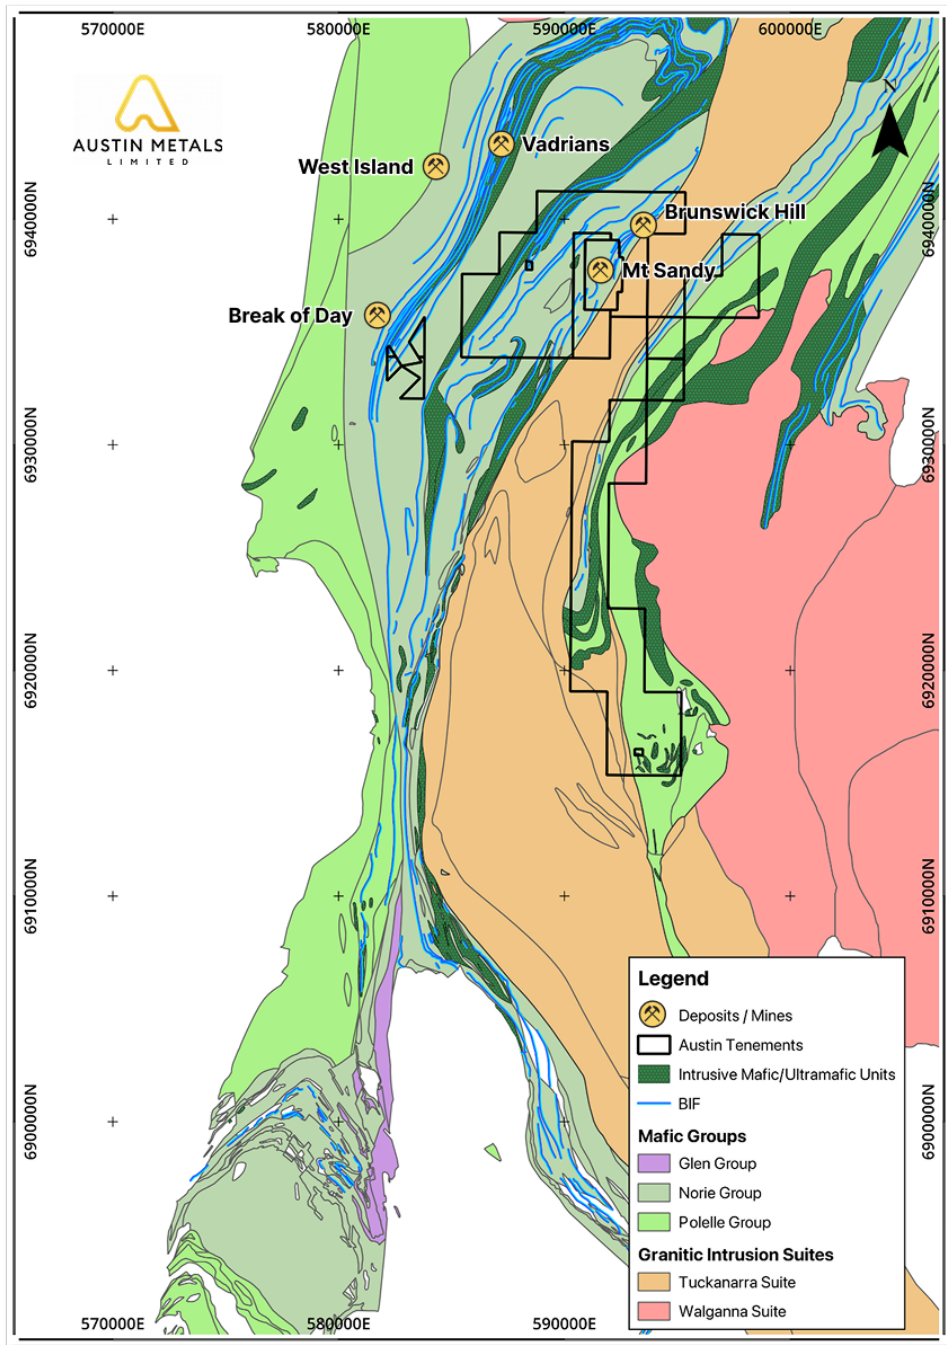 570000E
580000E
590000E
600000E
N
AUSTIN METALS
LIMITED
Vadrians
West Island
6940000N
6940000N
Brunswick Hill
Mt Sandy
Break of Day
6930000N
6930000N
6920000N
6920000N
6910000N
6910000N
Legend
Deposits / Mines
Austin Tenements
Intrusive Mafic/Ultramafic Units
BIF
6900000N
6900000N
Mafic Groups
Glen Group
Norie Group
Polelle Group
Granitic Intrusion Suites
Tuckanarra Suite
Walganna Suite
570000E
580000E
590000E